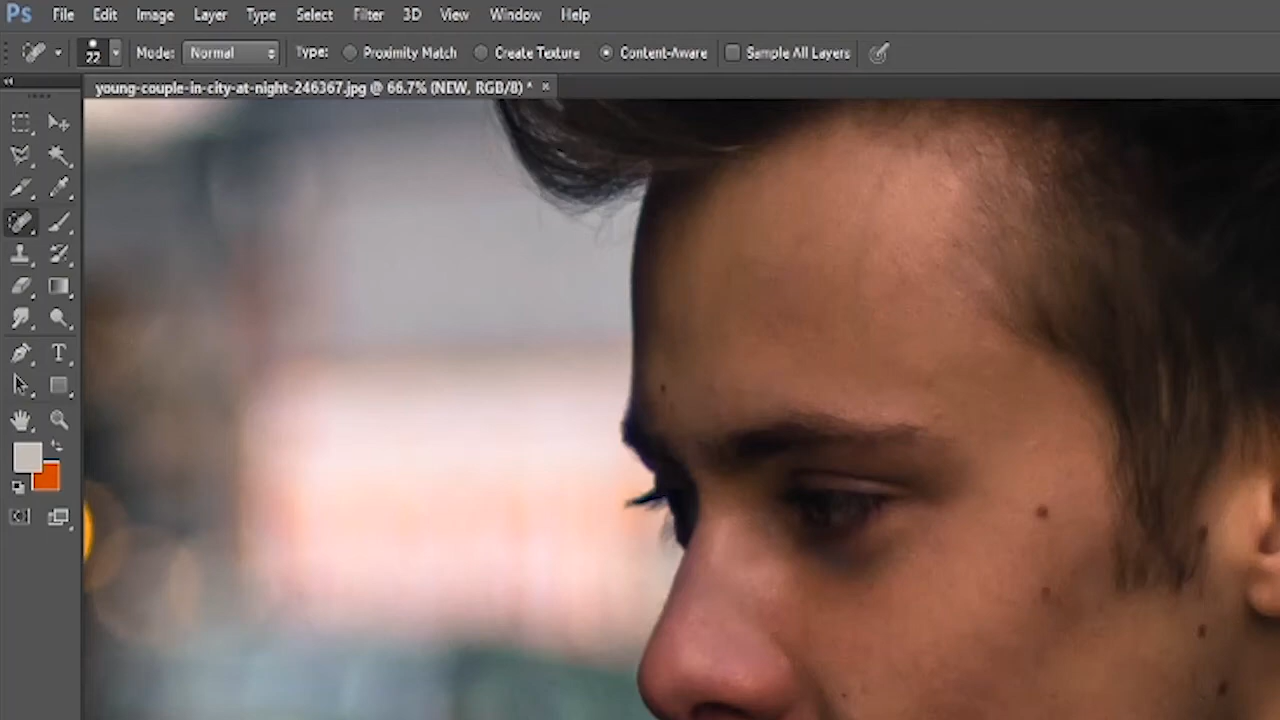 Ps File Edit Image Layer Type Select Filter 3D View Window Help
22 Mode: Normal Type: Proximity Match Create Texture Content-Aware Sample All Layers
young-couple-in-city-at-night-246367.jpg @ 66.7% (NEW, RGB/8) * ×
T